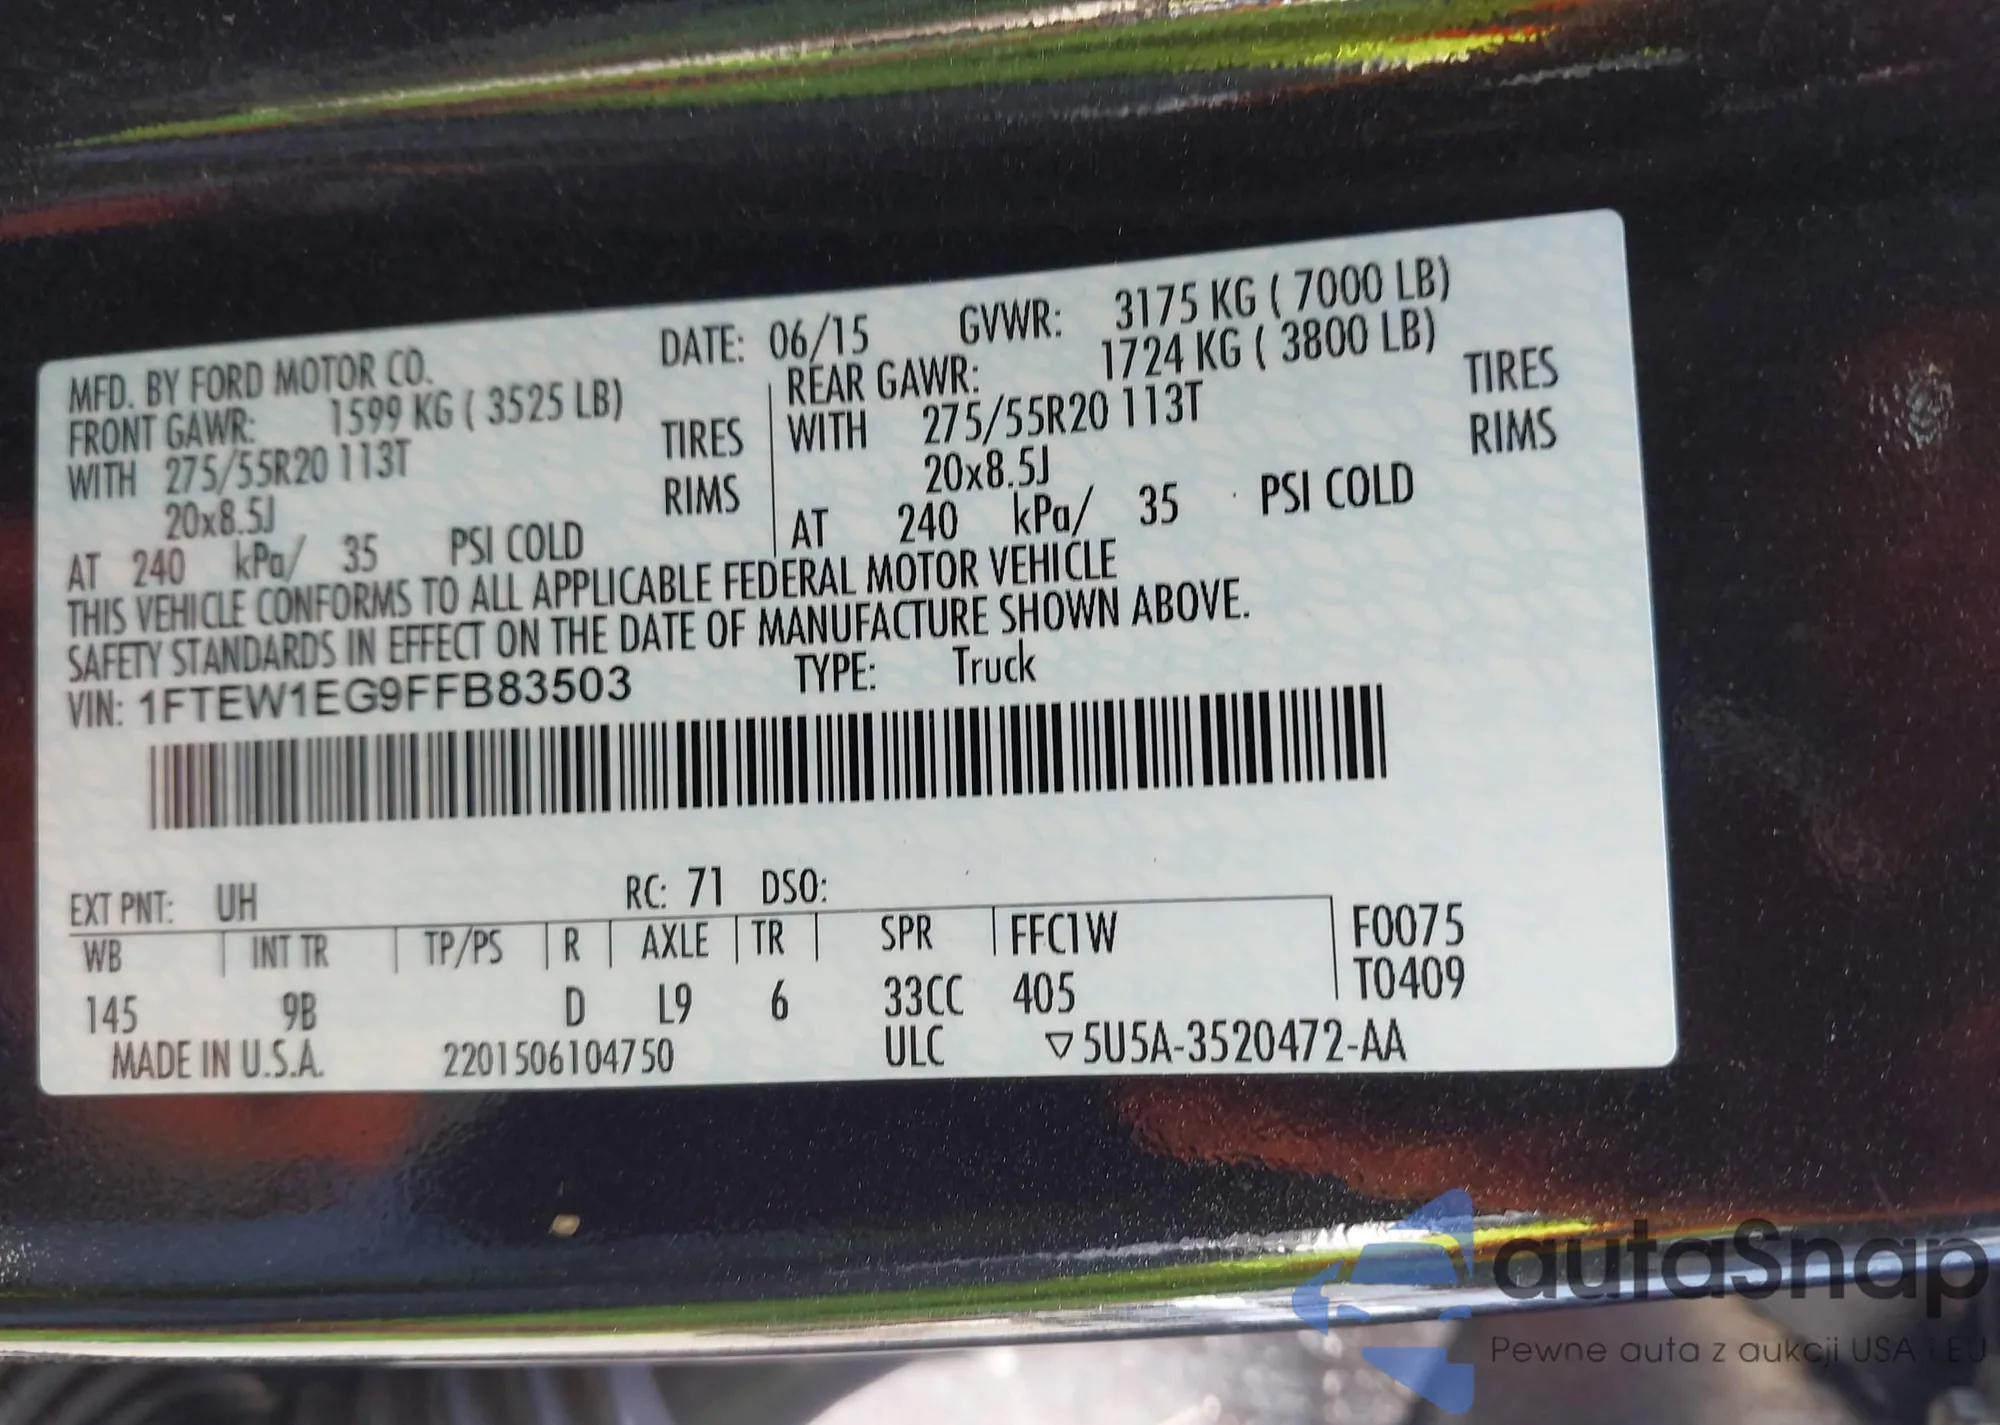 MFD. BY FORD MOTOR CO. DATE: 06/15 GVWR: 3175 KG ( 7000 LB)
FRONT GAWR: 1599 KG ( 3525 LB) REAR GAWR: 1724 KG ( 3800 LB)
WITH 275/55R20 113T TIRES WITH 275/55R20 113T TIRES
20x8.5J RIMS 20x8.5J RIMS
AT 240 kPa/ 35 PSI COLD AT 240 kPa/ 35 PSI COLD
THIS VEHICLE CONFORMS TO ALL APPLICABLE FEDERAL MOTOR VEHICLE
SAFETY STANDARDS IN EFFECT ON THE DATE OF MANUFACTURE SHOWN ABOVE.
VIN: 1FTEW1EG9FFB83503 TYPE: Truck
EXT PNT: UH RC: 71 DSO:
WB INT TR TP/PS R AXLE TR SPR FFC1W F0075
145 9B D L9 6 33CC 405 T0409
MADE IN U.S.A. 2201506104750 ULC ▽5U5A-3520472-AA
autaSnap
Pewne auta z aukcji USA i EU